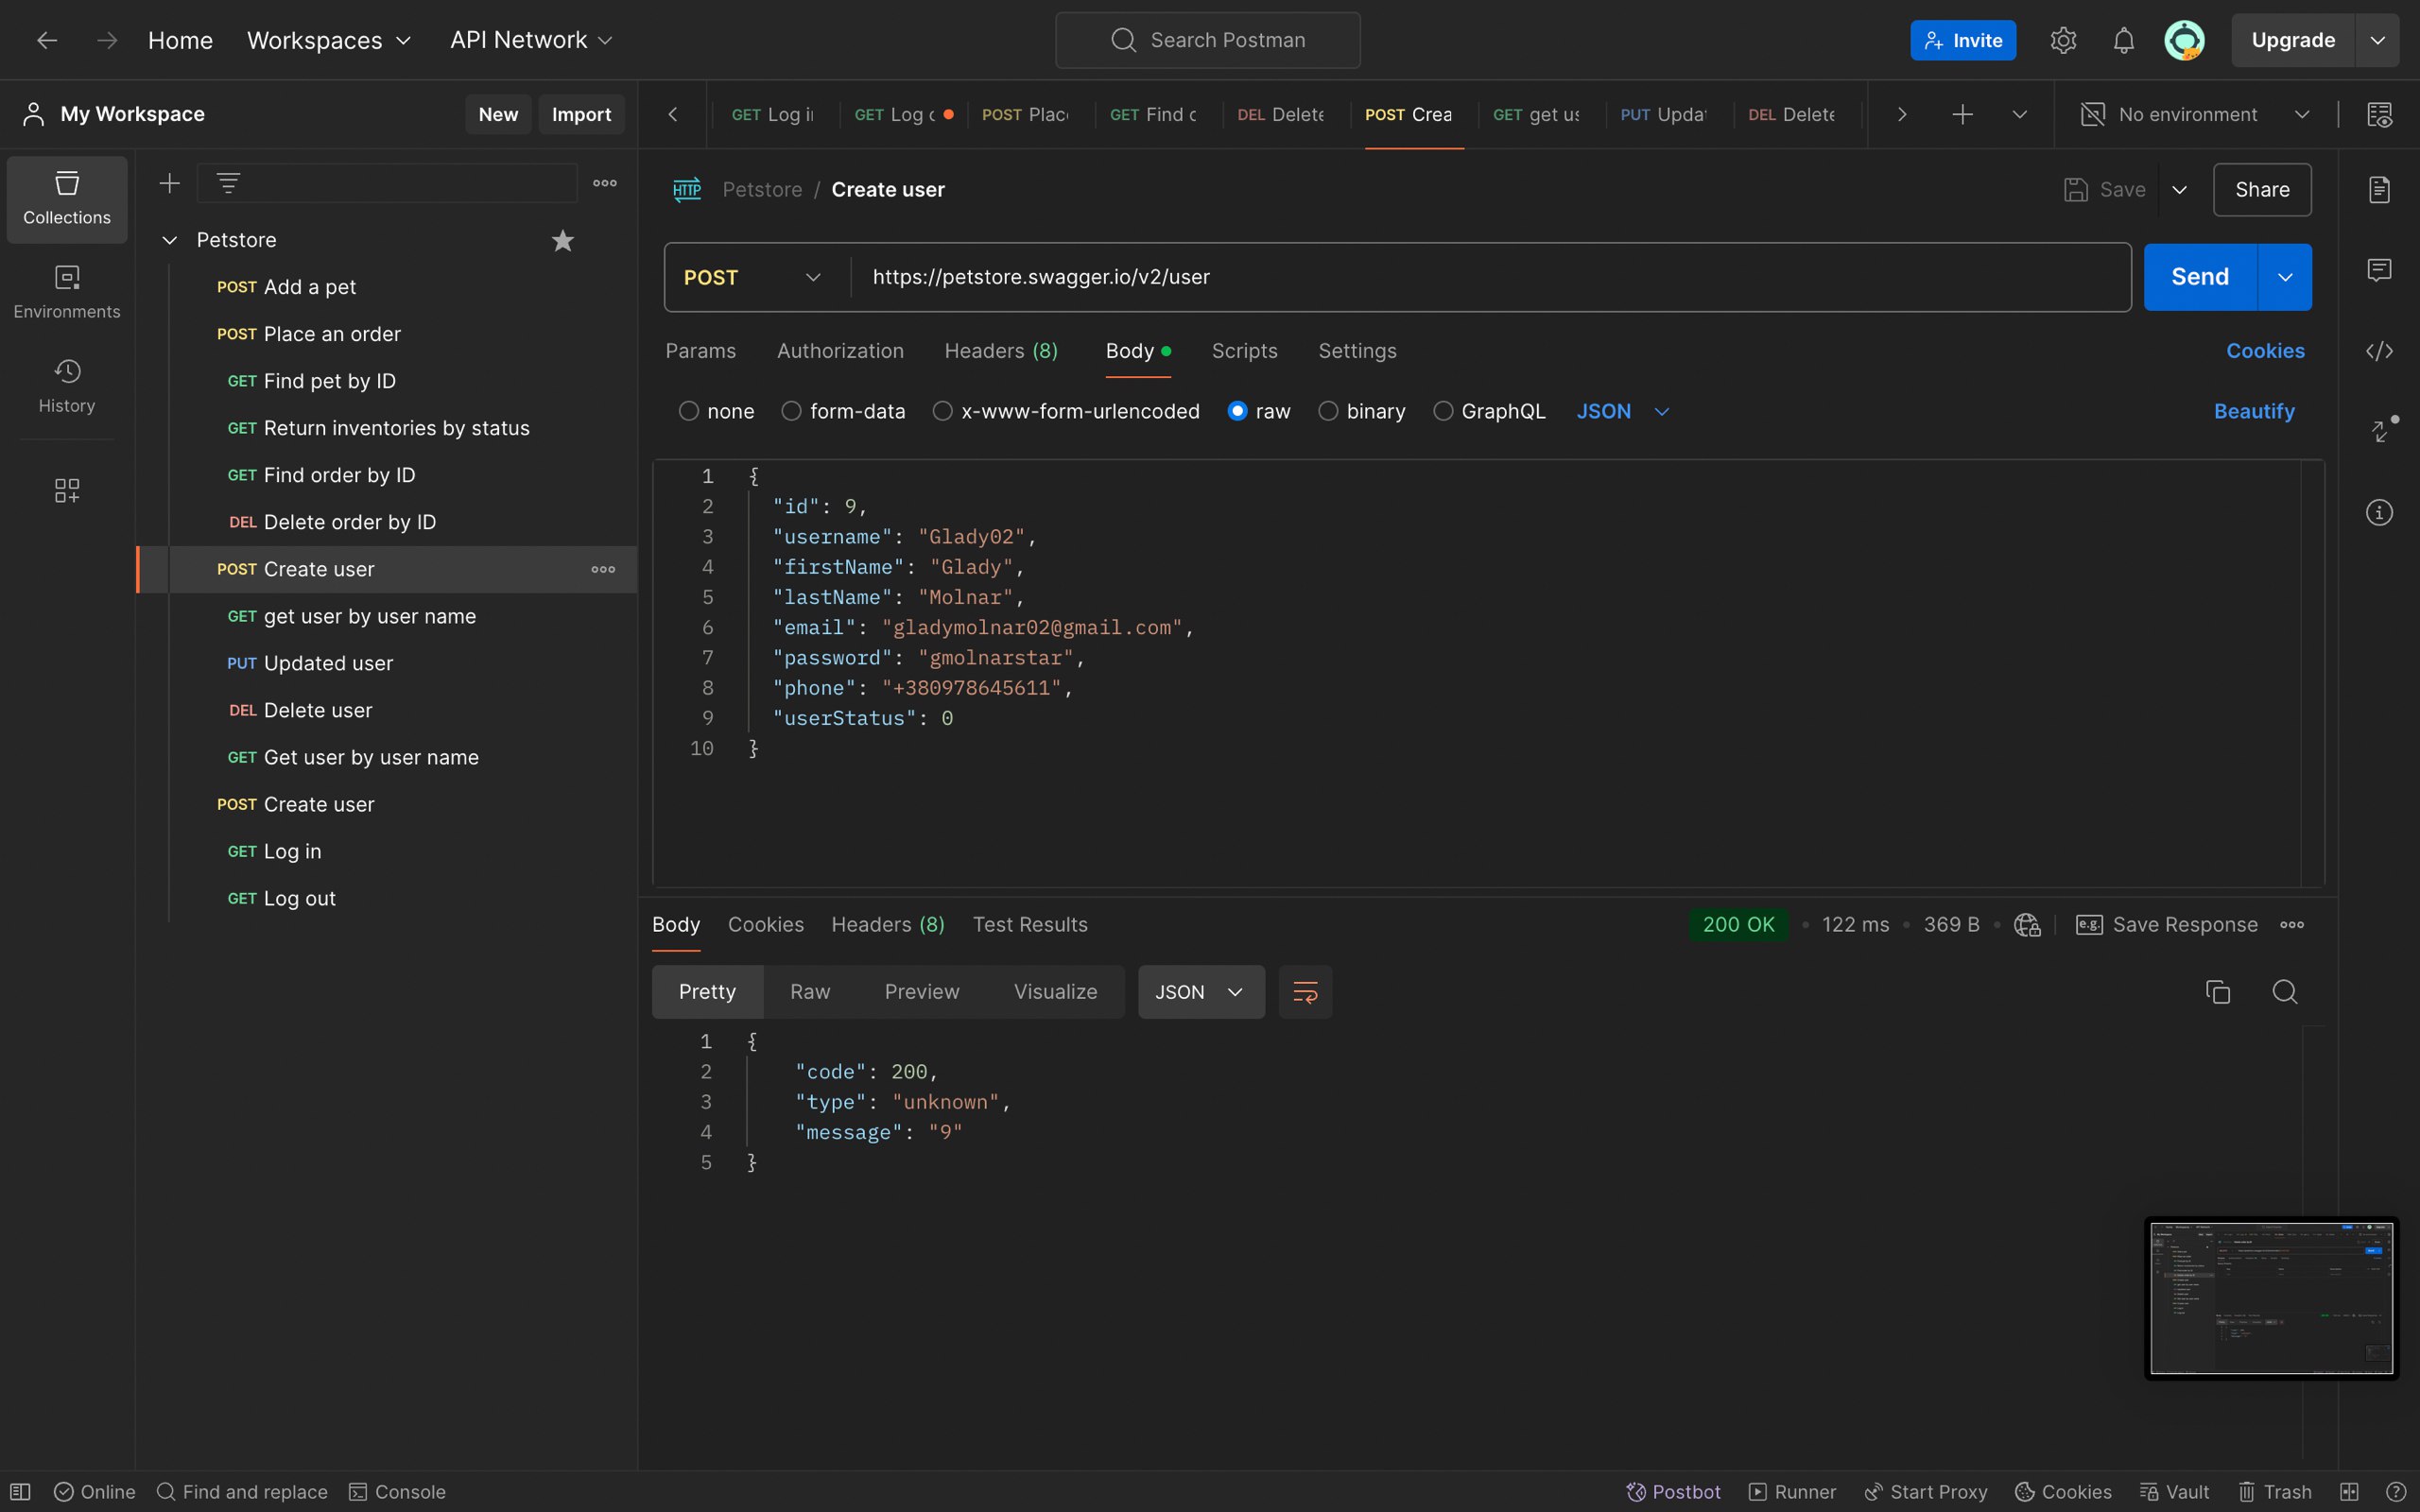 Home Workspaces API Network Search Postman Invite Upgrade
My Workspace New Import GET Log i GET Log POST Plac GET Find DEL Delete POST Crea GET get us PUT Upda DEL Delete No environment
Collections
Environments
History
Petstore
POST Add a pet
POST Place an order
GET Find pet by ID
GET Return inventories by status
GET Find order by ID
DEL Delete order by ID
POST Create user
GET get user by user name
PUT Updated user
DEL Delete user
GET Get user by user name
POST Create user
GET Log in
GET Log out
HTTP Petstore / Create user Save Share
POST https://petstore.swagger.io/v2/user Send
Params Authorization Headers (8) Body Scripts Settings Cookies
none form-data x-www-form-urlencoded raw binary GraphQL JSON Beautify
1 {
2 "id": 9,
3 "username": "Glady02",
4 "firstName": "Glady",
5 "lastName": "Molnar",
6 "email": "gladymolnar02@gmail.com",
7 "password": "gmolnarstar",
8 "phone": "+380978645611",
9 "userStatus": 0
10 }
Body Cookies Headers (8) Test Results 200 OK • 122 ms • 369 B • e.g. Save Response
Pretty Raw Preview Visualize JSON
1 {
2 "code": 200,
3 "type": "unknown",
4 "message": "9"
5 }
Online Find and replace Console Postbot Runner Start Proxy Cookies Vault Trash